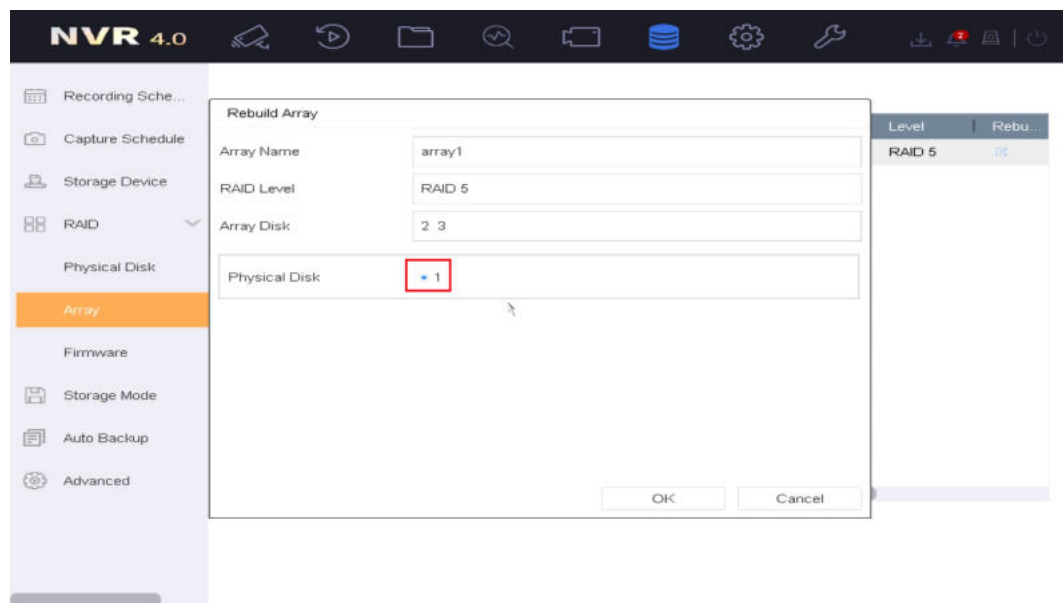 NVR 4.0
2
Recording Sche...
Capture Schedule
Storage Device
RAID
Physical Disk
Array
Firmware
Storage Mode
Auto Backup
Advanced
Rebuild Array
Array Name array1
RAID Level RAID 5
Array Disk 2 3
Physical Disk 1
OK Cancel
Level Rebu...
RAID 5